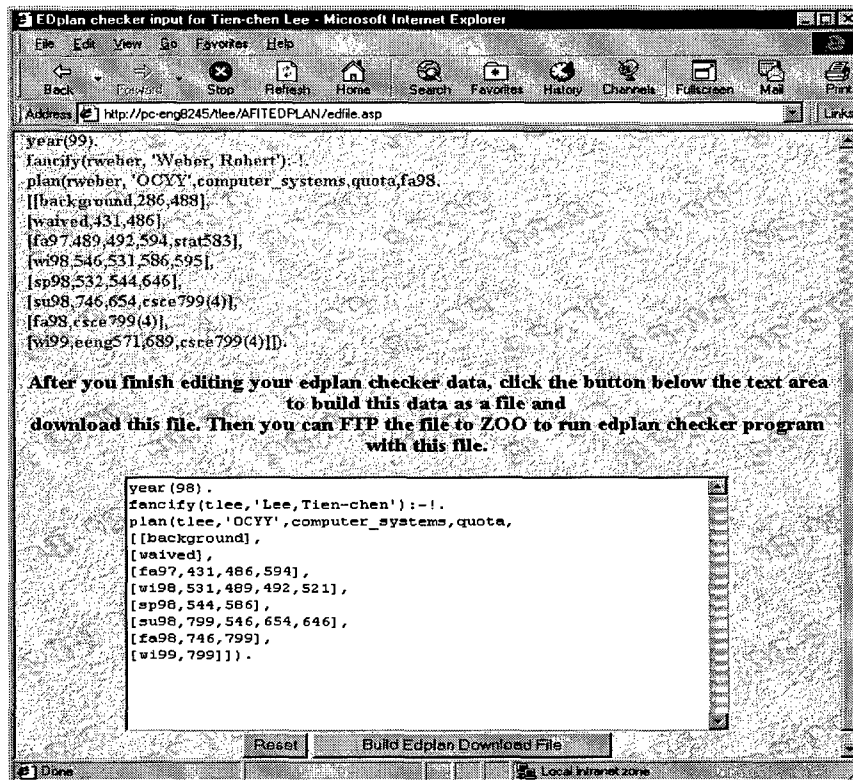 EDplan checker input for Tien-chen Lee - Microsoft Internet Explorer
File Edit View Go Favorites Help
Back Forward Stop Refresh Home Search Favorites History Channels Fullscreen Mail Print
Address http://pc-eng8245/tlee/AFITEDPLAN/edfile.asp Links
year(99).
fancify(rweber, 'Weber, Robert'):-!.
plan(rweber, 'OCYY',computer_systems,quota,fa98,
[[background,286,488],
[waived,431,486],
[fa97,489,492,594,stat583],
[wi98,546,531,586,595],
[sp98,532,544,646],
[su98,746,654,csce799(4)],
[fa98,csce799(4)],
[wi99,eeng571,689,csce799(4)]]).
After you finish editing your edplan checker data, click the button below the text area
to build this data as a file and
download this file. Then you can FTP the file to ZOO to run edplan checker program
with this file.
year(98).
fancify(tlee,'Lee,Tien-chen'):-!.
plan(tlee,'OCYY',computer_systems,quota,
[[background],
[waived],
[fa97,431,486,594],
[wi98,531,489,492,521],
[sp98,544,586],
[su98,799,546,654,646],
[fa98,746,799],
[wi99,799]]).
Reset Build Edplan Download File
Done Local intranet zone